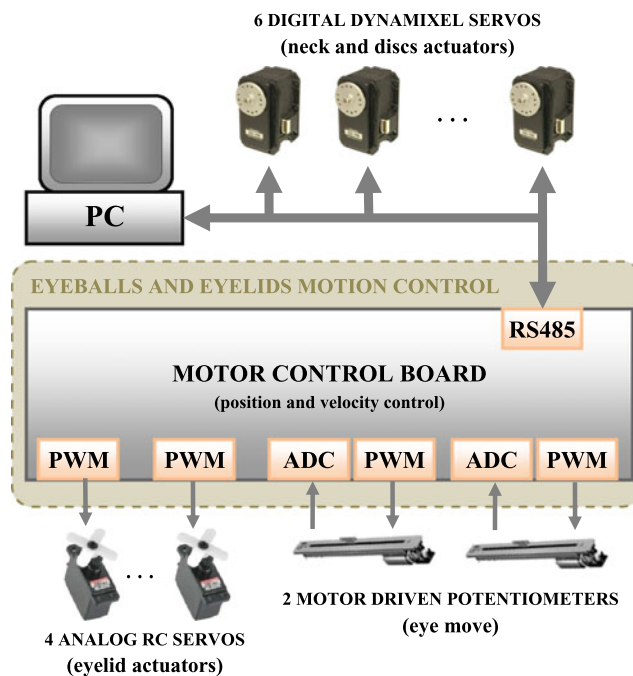 6 DIGITAL DYNAMIXEL SERVOS
(neck and discs actuators)
. . .
PC
EYEBALLS AND EYELIDS MOTION CONTROL
RS485
MOTOR CONTROL BOARD
(position and velocity control)
PWM PWM ADC PWM ADC PWM
. . .
2 MOTOR DRIVEN POTENTIOMETERS
(eye move)
4 ANALOG RC SERVOS
(eyelid actuators)